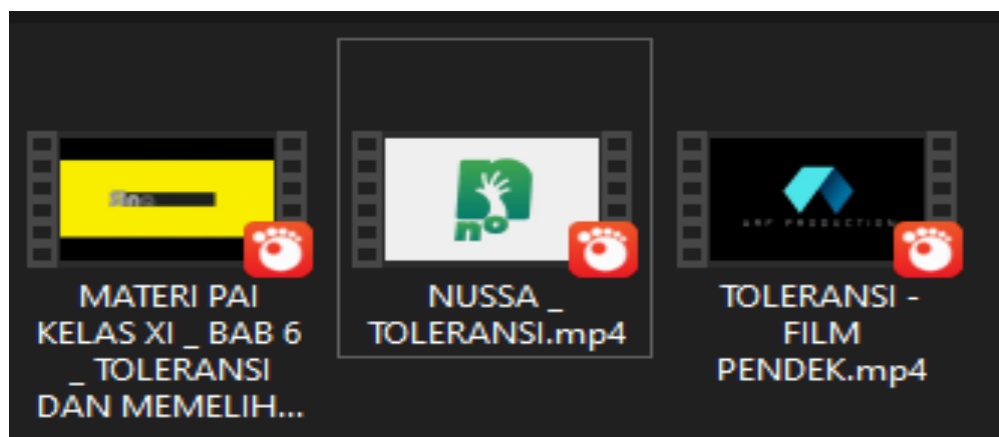 MATERI PAI
KELAS XI _ BAB 6
_ TOLERANSI
DAN MEMELIH...
NUSSA _
TOLERANSI.mp4
TOLERANSI -
FILM
PENDEK.mp4